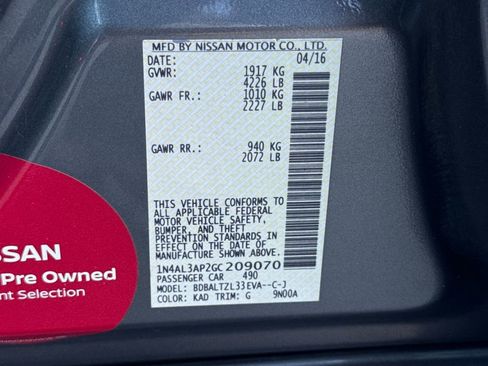 MFD BY NISSAN MOTOR CO., LTD.
DATE: 04/16
GVWR: 1917 KG
4226 LB
GAWR FR.: 1010 KG
2227 LB
GAWR RR.: 940 KG
2072 LB
THIS VEHICLE CONFORMS TO
ALL APPLICABLE FEDERAL
MOTOR VEHICLE SAFETY,
BUMPER, AND THEFT
PREVENTION STANDARDS
IN EFFECT ON THE DATE
OF MANUFACTURE SHOWN
ABOVE.
1N4AL3AP2GC209070
PASSENGER CAR 490
MODEL: BDBALTZL33EVA--C-J
COLOR: KAD TRIM: G 9N00A
SSAN
Pre Owned
nt Selection